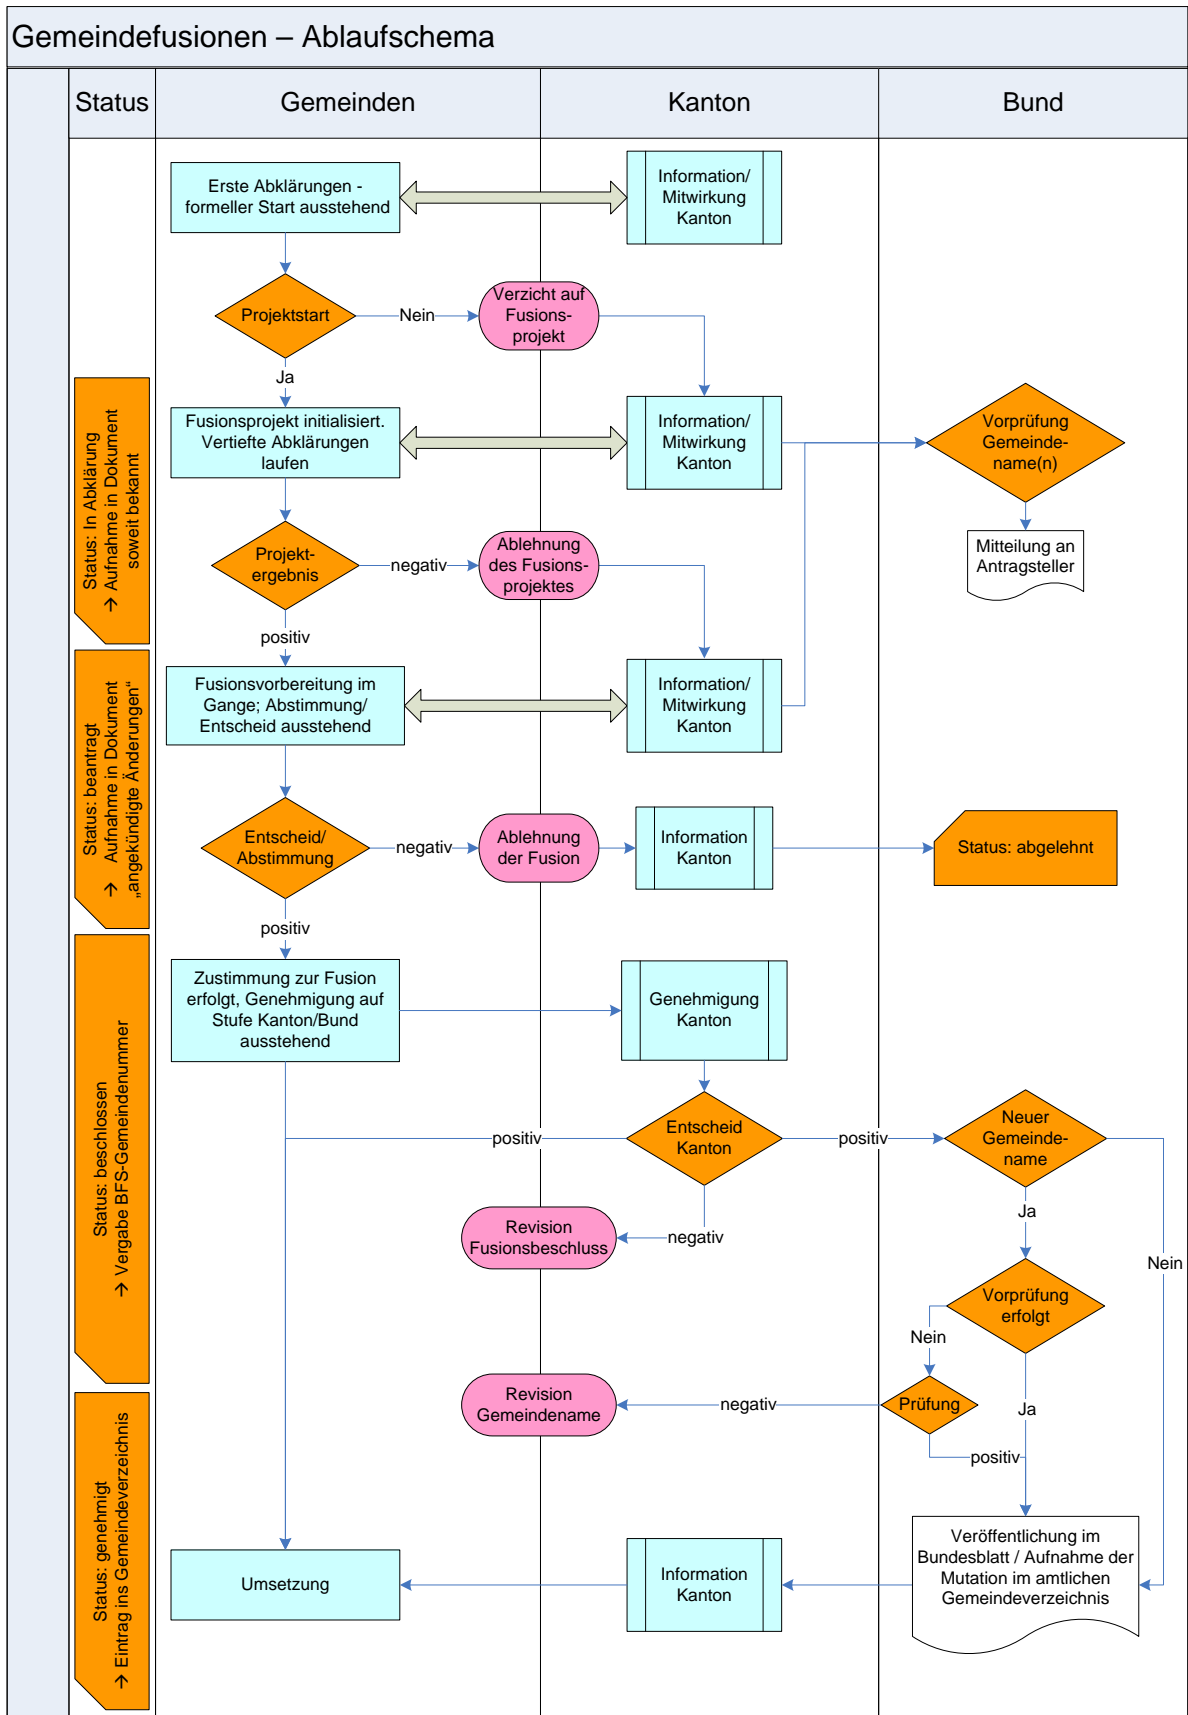 Gemeindefusionen – Ablaufschema
Status
Gemeinden
Kanton
Bund
Erste Abklärungen -
formeller Start ausstehend
Information/
Mitwirkung
Kanton
Projektstart
Nein
Verzicht auf
Fusions-
projekt
Ja
Status: In Abklärung
→ Aufnahme in Dokument
soweit bekannt
Fusionsprojekt initialisiert.
Vertiefte Abklärungen
laufen
Information/
Mitwirkung
Kanton
Vorprüfung
Gemeinde-
name(n)
Mitteilung an
Antragsteller
Projekt-
ergebnis
negativ
Ablehnung
des Fusions-
projektes
positiv
Status: beantragt
→ Aufnahme in Dokument
„angekündigte Änderungen“
Fusionsvorbereitung im
Gange; Abstimmung/
Entscheid ausstehend
Information/
Mitwirkung
Kanton
Entscheid/
Abstimmung
negativ
Ablehnung
der Fusion
Information
Kanton
Status: abgelehnt
positiv
Status: beschlossen
→ Vergabe BFS-Gemeindenummer
Zustimmung zur Fusion
erfolgt, Genehmigung auf
Stufe Kanton/Bund
ausstehend
Genehmigung
Kanton
positiv
Entscheid
Kanton
positiv
Neuer
Gemeinde-
name
Ja
Nein
negativ
Revision
Fusionsbeschluss
Vorprüfung
erfolgt
Nein
Ja
Prüfung
negativ
Revision
Gemeindename
positiv
Status: genehmigt
→ Eintrag ins Gemeindeverzeichnis
Veröffentlichung im
Bundesblatt / Aufnahme der
Mutation im amtlichen
Gemeindeverzeichnis
Information
Kanton
Umsetzung